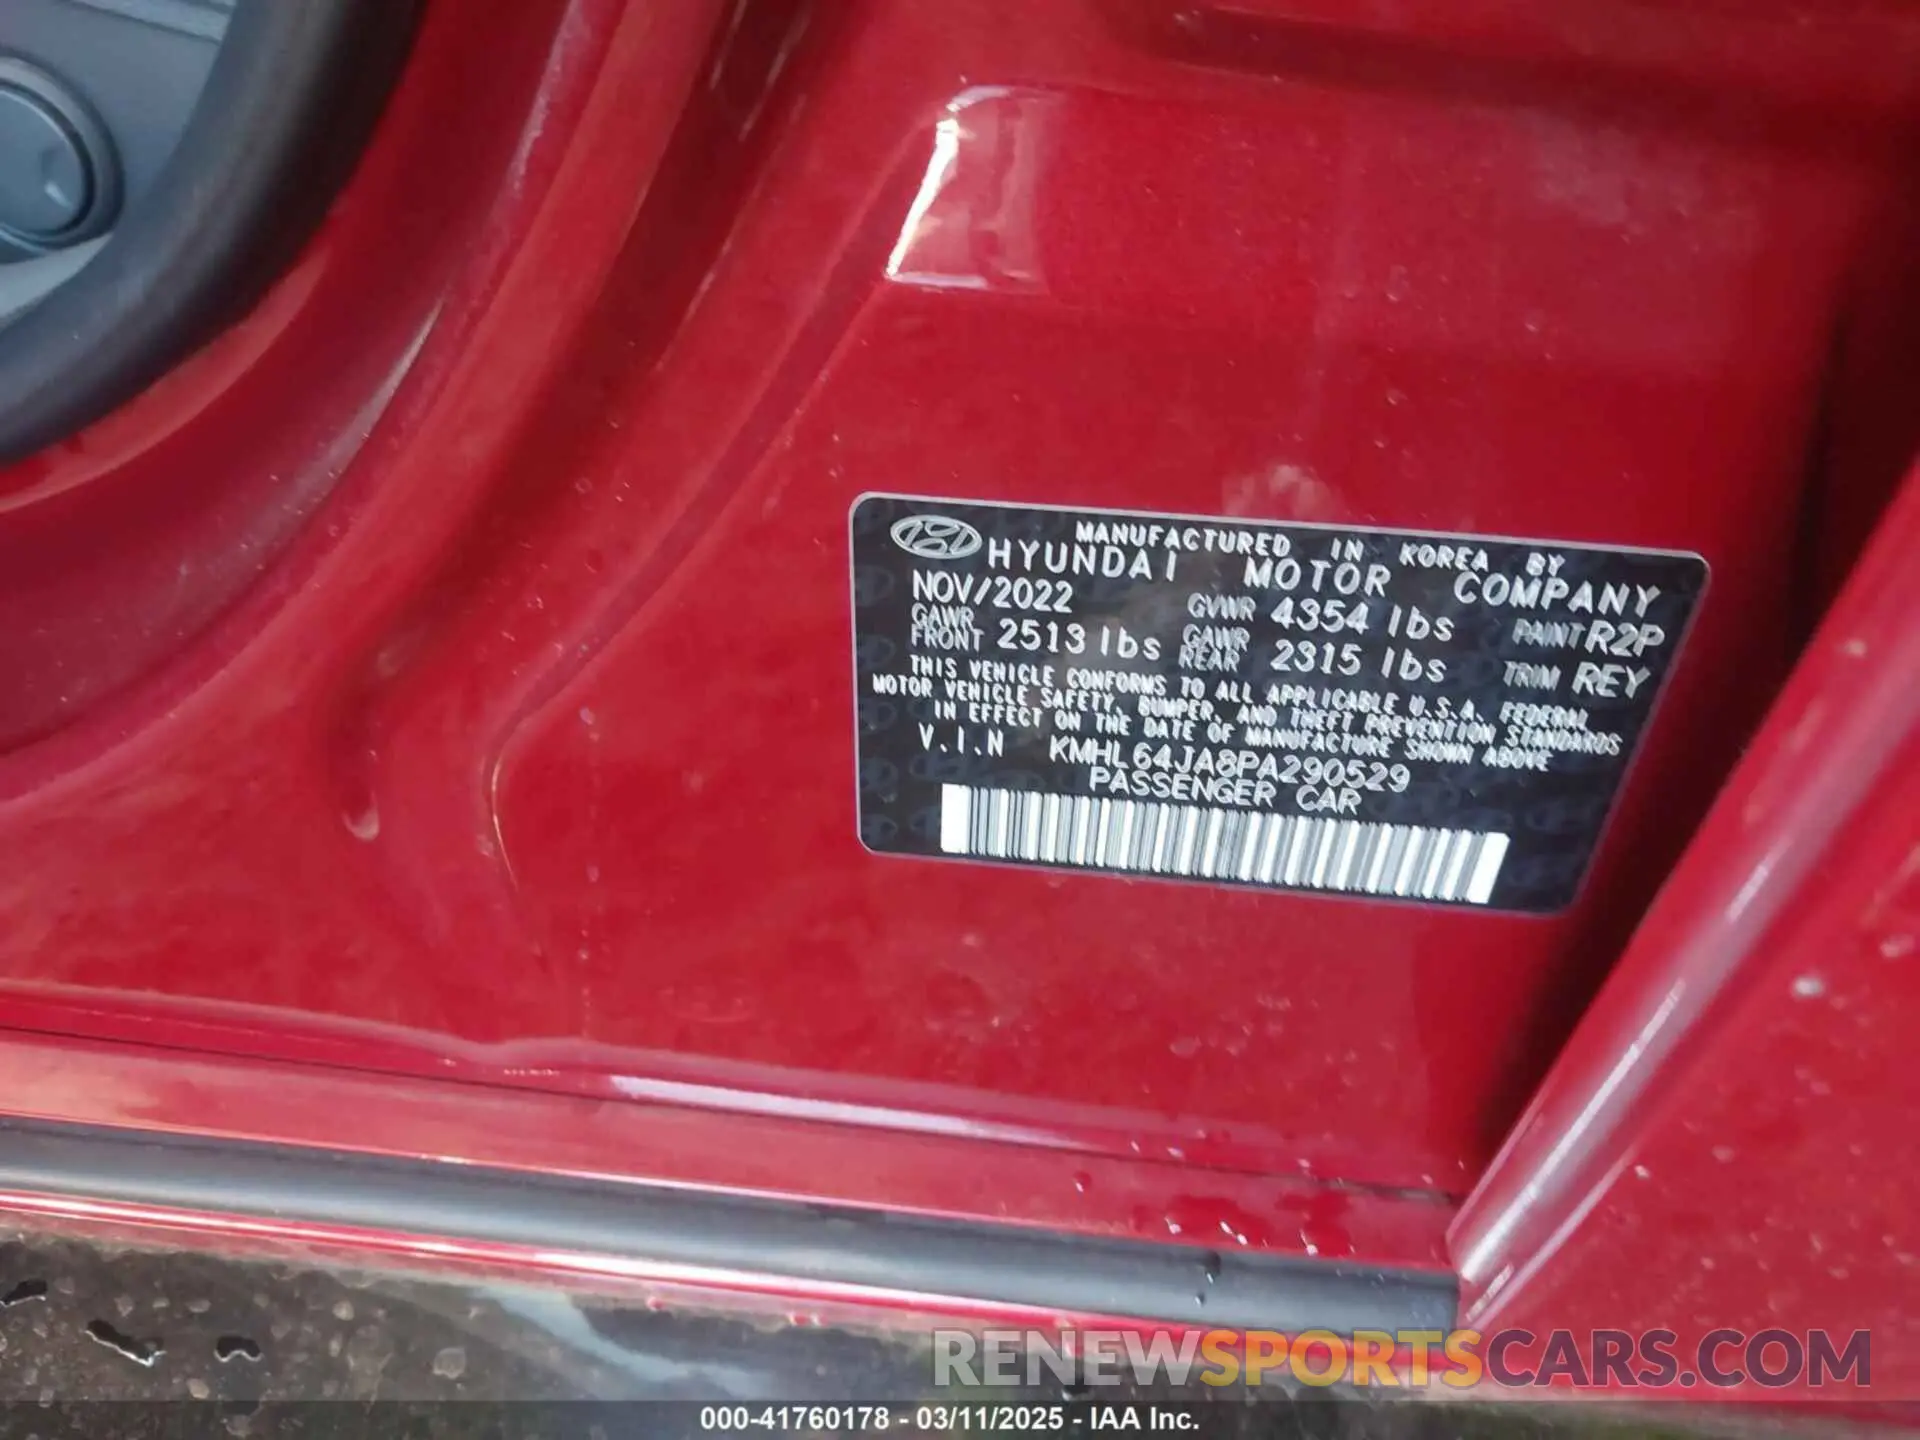 MANUFACTURED IN KOREA BY
HYUNDAI MOTOR COMPANY
NOV/2022 GVWR 4354 lbs PAINT R2P
GAWR FRONT 2513 lbs GAWR REAR 2315 lbs TRIM REY
THIS VEHICLE CONFORMS TO ALL APPLICABLE U.S.A. FEDERAL
MOTOR VEHICLE SAFETY, BUMPER, AND THEFT PREVENTION STANDARDS
IN EFFECT ON THE DATE OF MANUFACTURE SHOWN ABOVE
V.I.N KMHL64JA8PA290529
PASSENGER CAR
RENEWSPORTSCARS.COM
000-41760178 - 03/11/2025 - IAA Inc.